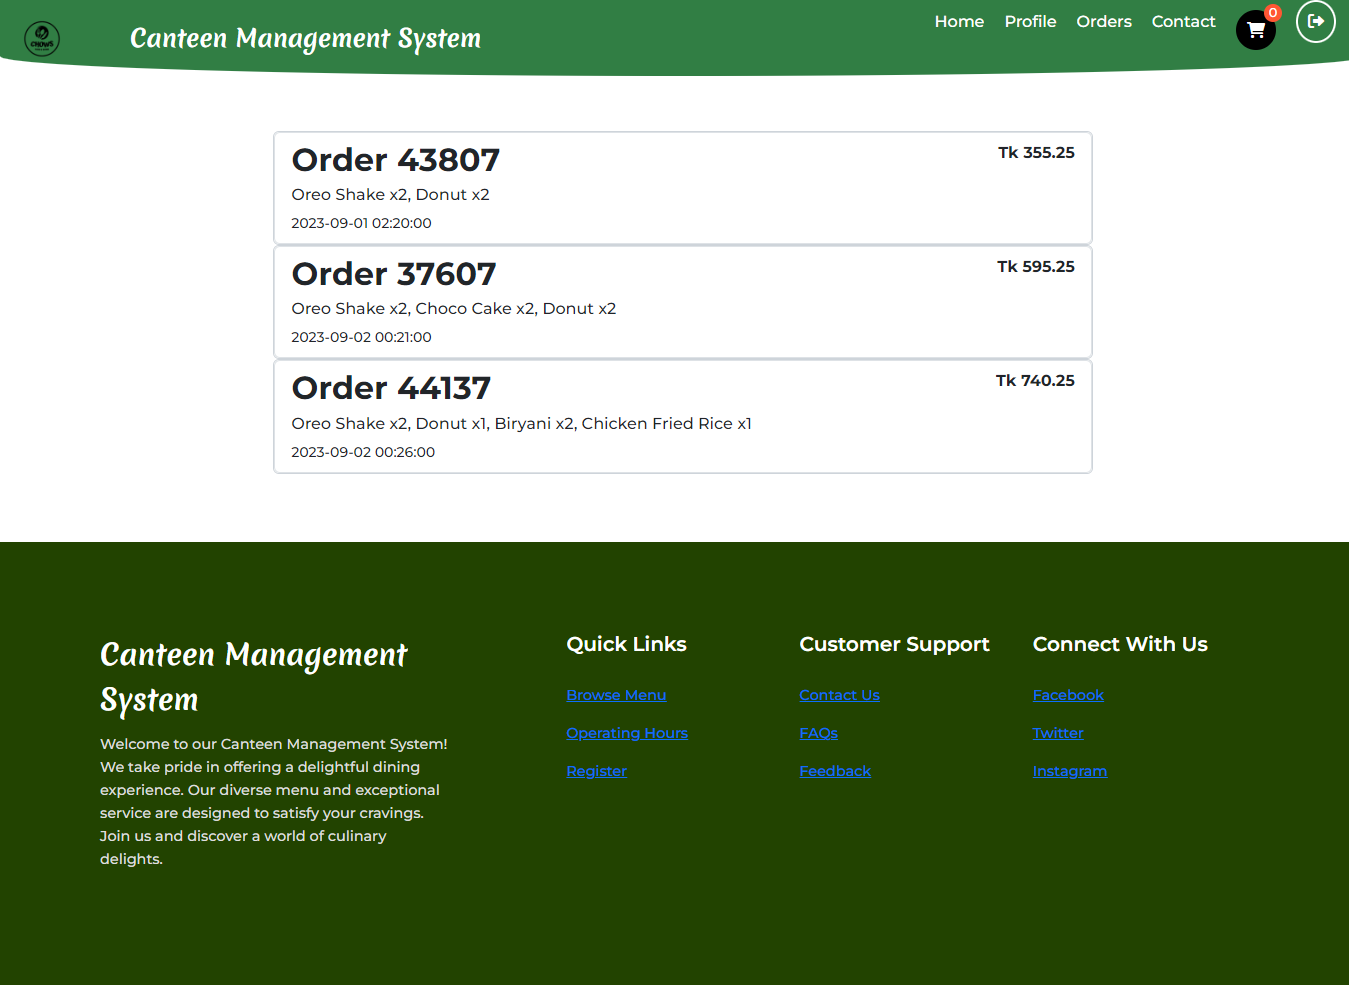 CHOWS
Canteen Management System
Home
Profile
Orders
Contact
0
Order 43807
Tk 355.25
Oreo Shake x2, Donut x2
2023-09-01 02:20:00
Order 37607
Tk 595.25
Oreo Shake x2, Choco Cake x2, Donut x2
2023-09-02 00:21:00
Order 44137
Tk 740.25
Oreo Shake x2, Donut x1, Biryani x2, Chicken Fried Rice x1
2023-09-02 00:26:00
Canteen Management
System
Welcome to our Canteen Management System!
We take pride in offering a delightful dining
experience. Our diverse menu and exceptional
service are designed to satisfy your cravings.
Join us and discover a world of culinary
delights.
Quick Links
Browse Menu
Operating Hours
Register
Customer Support
Contact Us
FAQs
Feedback
Connect With Us
Facebook
Twitter
Instagram